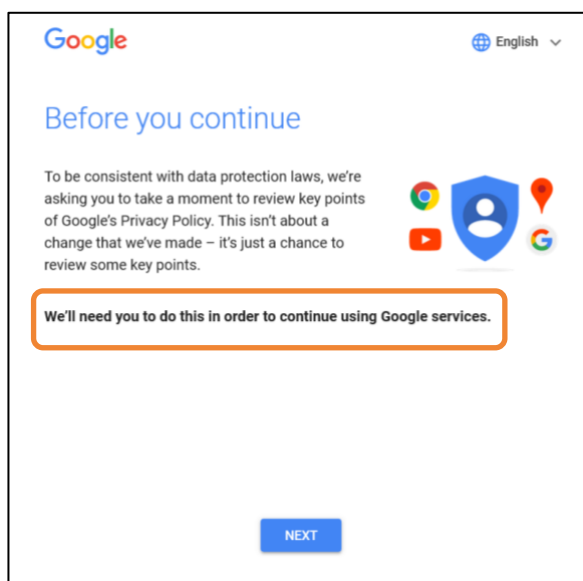 Google
English
Before you continue
To be consistent with data protection laws, we're
asking you to take a moment to review key points
of Google's Privacy Policy. This isn't about a
change that we've made – it's just a chance to
review some key points.
We'll need you to do this in order to continue using Google services.
NEXT